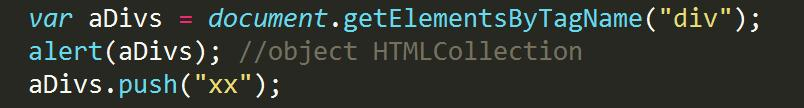 var aDivs = document.getElementsByTagName("div");
alert(aDivs); //object HTMLCollection
aDivs.push("xx");